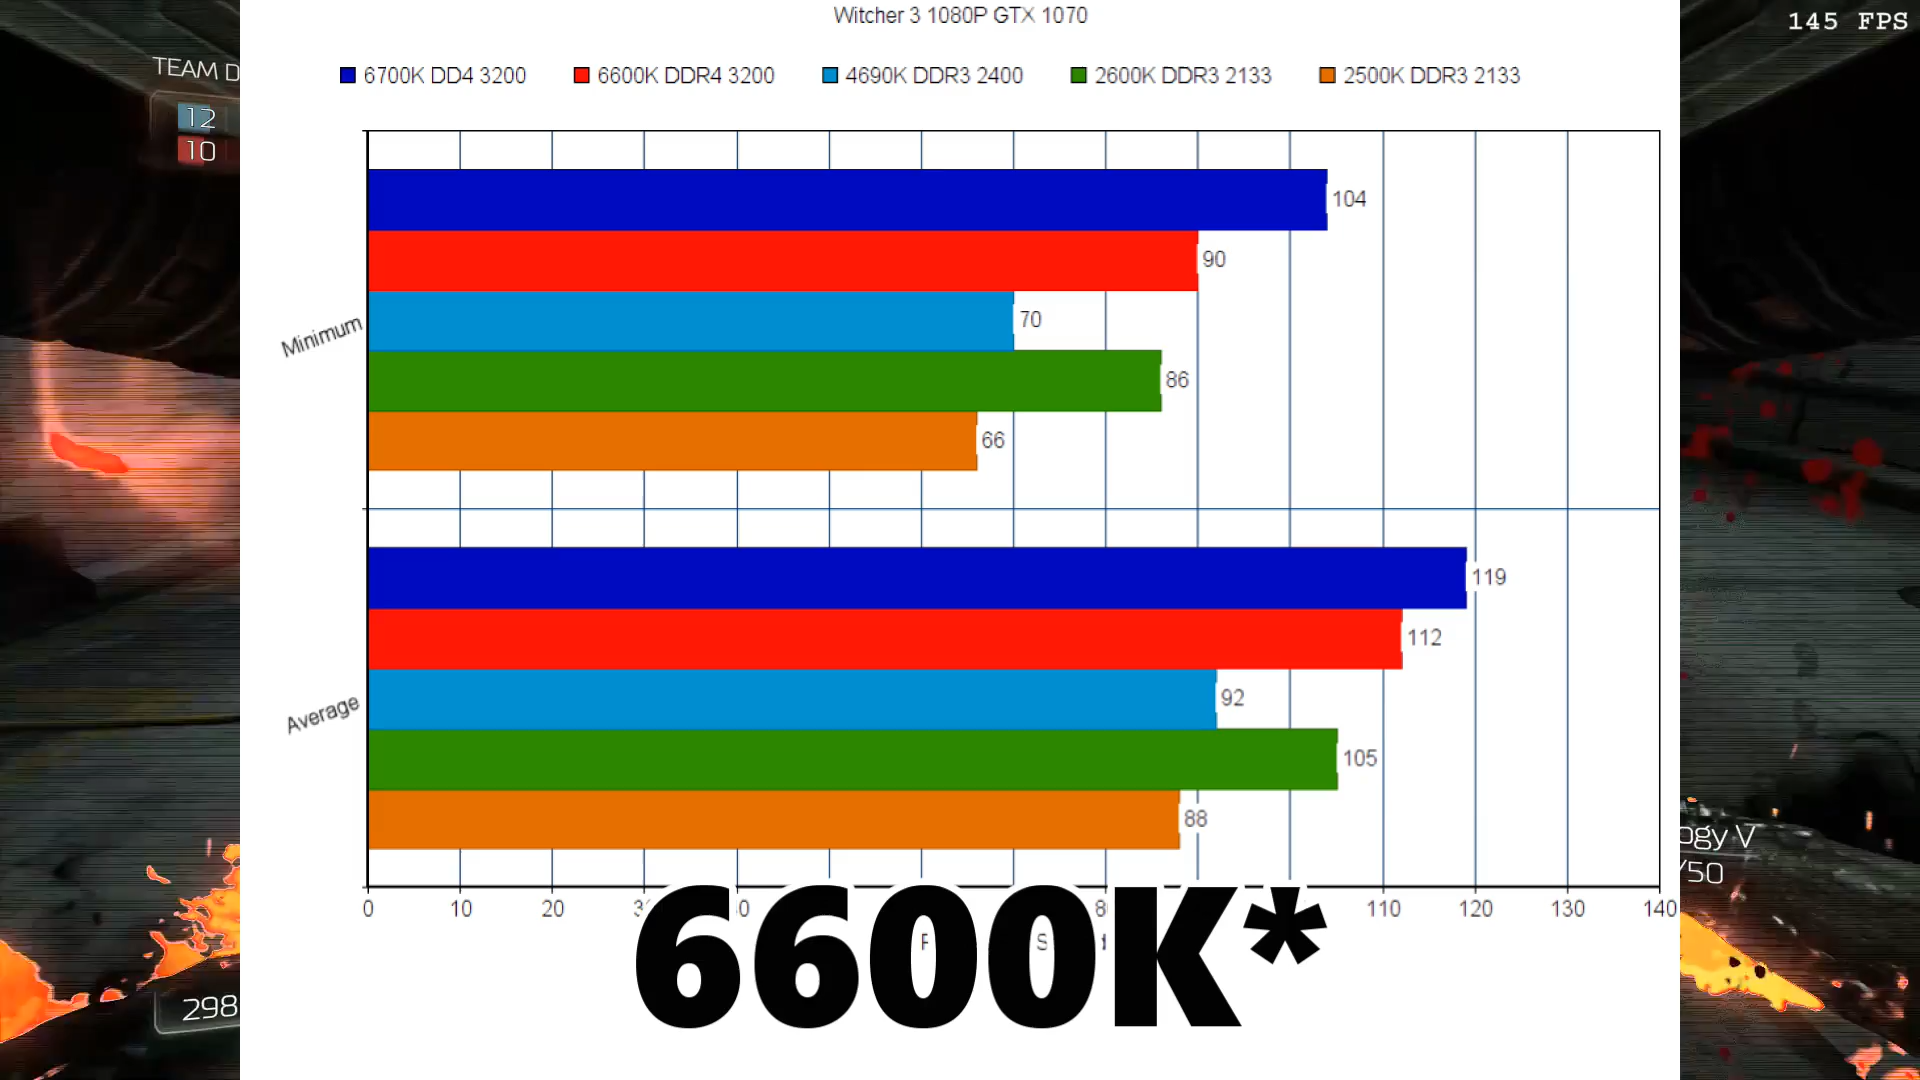 Witcher 3 1080P GTX 1070
145 FPS
TEAM D
6700K DD4 3200 6600K DDR4 3200 4690K DDR3 2400 2600K DDR3 2133 2500K DDR3 2133
12
10
104
90
70
Minimum
86
66
119
112
92
Average
105
88
ogy V
/50
0 10 20 110 120 130 140
6600K*
298